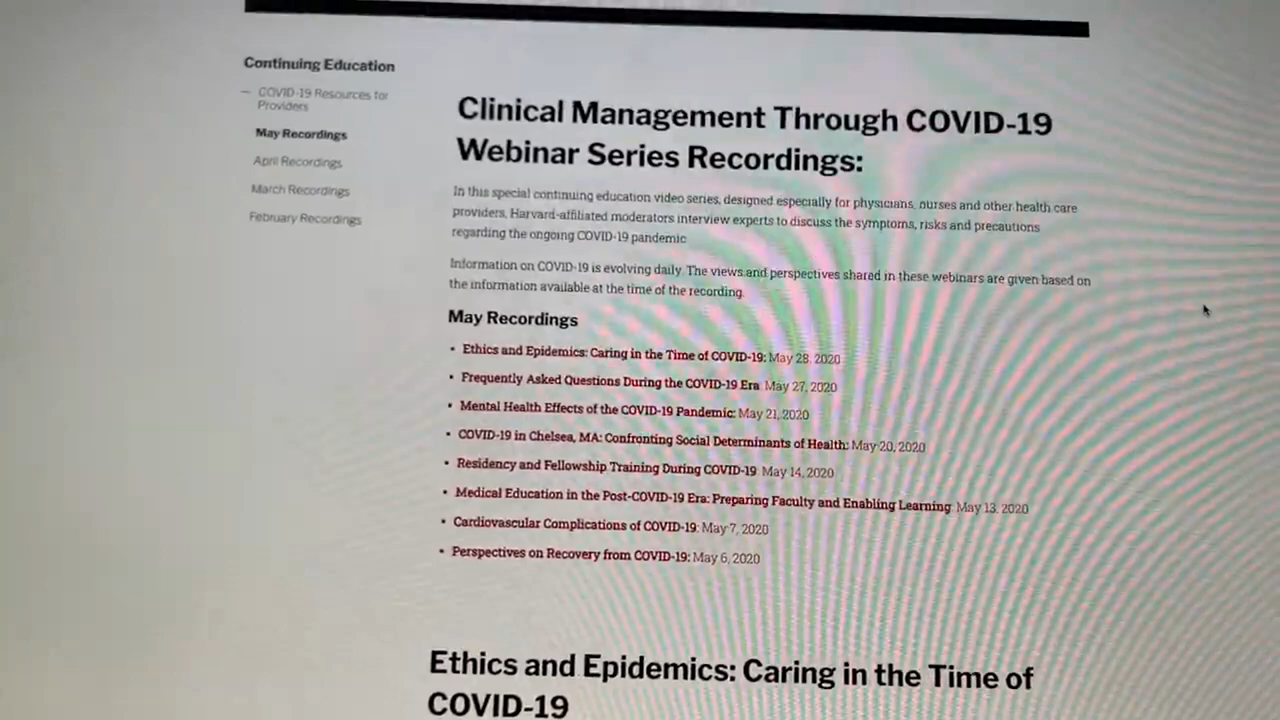 Continuing Education
— COVID-19 Resources for
Providers
May Recordings
April Recordings
March Recordings
February Recordings
Clinical Management Through COVID-19
Webinar Series Recordings:
In this special continuing education video series, designed especially for physicians, nurses and other health care
providers, Harvard-affiliated moderators interview experts to discuss the symptoms, risks and precautions
regarding the ongoing COVID-19 pandemic
Information on COVID-19 is evolving daily. The views and perspectives shared in these webinars are given based on
the information available at the time of the recording.
May Recordings
• Ethics and Epidemics: Caring in the Time of COVID-19: May 28, 2020
• Frequently Asked Questions During the COVID-19 Era May 27, 2020
• Mental Health Effects of the COVID-19 Pandemic: May 21, 2020
• COVID-19 in Chelsea, MA: Confronting Social Determinants of Health: May 20, 2020
• Residency and Fellowship Training During COVID-19 May 14, 2020
• Medical Education in the Post-COVID-19 Era: Preparing Faculty and Enabling Learning: May 13, 2020
• Cardiovascular Complications of COVID-19: May 7, 2020
• Perspectives on Recovery from COVID-19: May 6, 2020
Ethics and Epidemics: Caring in the Time of
COVID-19